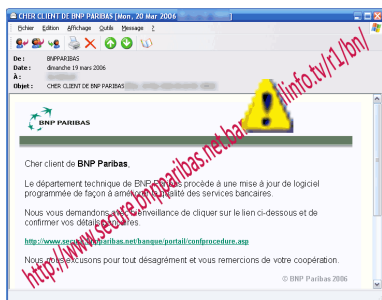 CHER CLIENT DE BNP PARIBAS [Mon, 20 Mar 2006
Fichier Edition Affichage Outils Message ?
De : BNPPARIBAS
Date : dimanche 19 mars 2006
À :
Objet : CHER CLIENT DE BNP PARIBAS
BNP PARIBAS
Cher client de BNP Paribas,
Le département technique de BNP Paribas procède à une mise à jour de logiciel
programmée de façon à améliorer la qualité des services bancaires.
Nous vous demandons avec bienveillance de cliquer sur le lien ci-dessous et de
confirmer vos détails bancaires.
http://www.secure.bnpparibas.net/banque/portail/confprocedure.asp
Nous nous excusons pour tout désagrément et vous remercions de votre coopération.
© BNP Paribas 2006
http://www.secure.bnpparibas.net.ba linfo.tv/r1/bn/